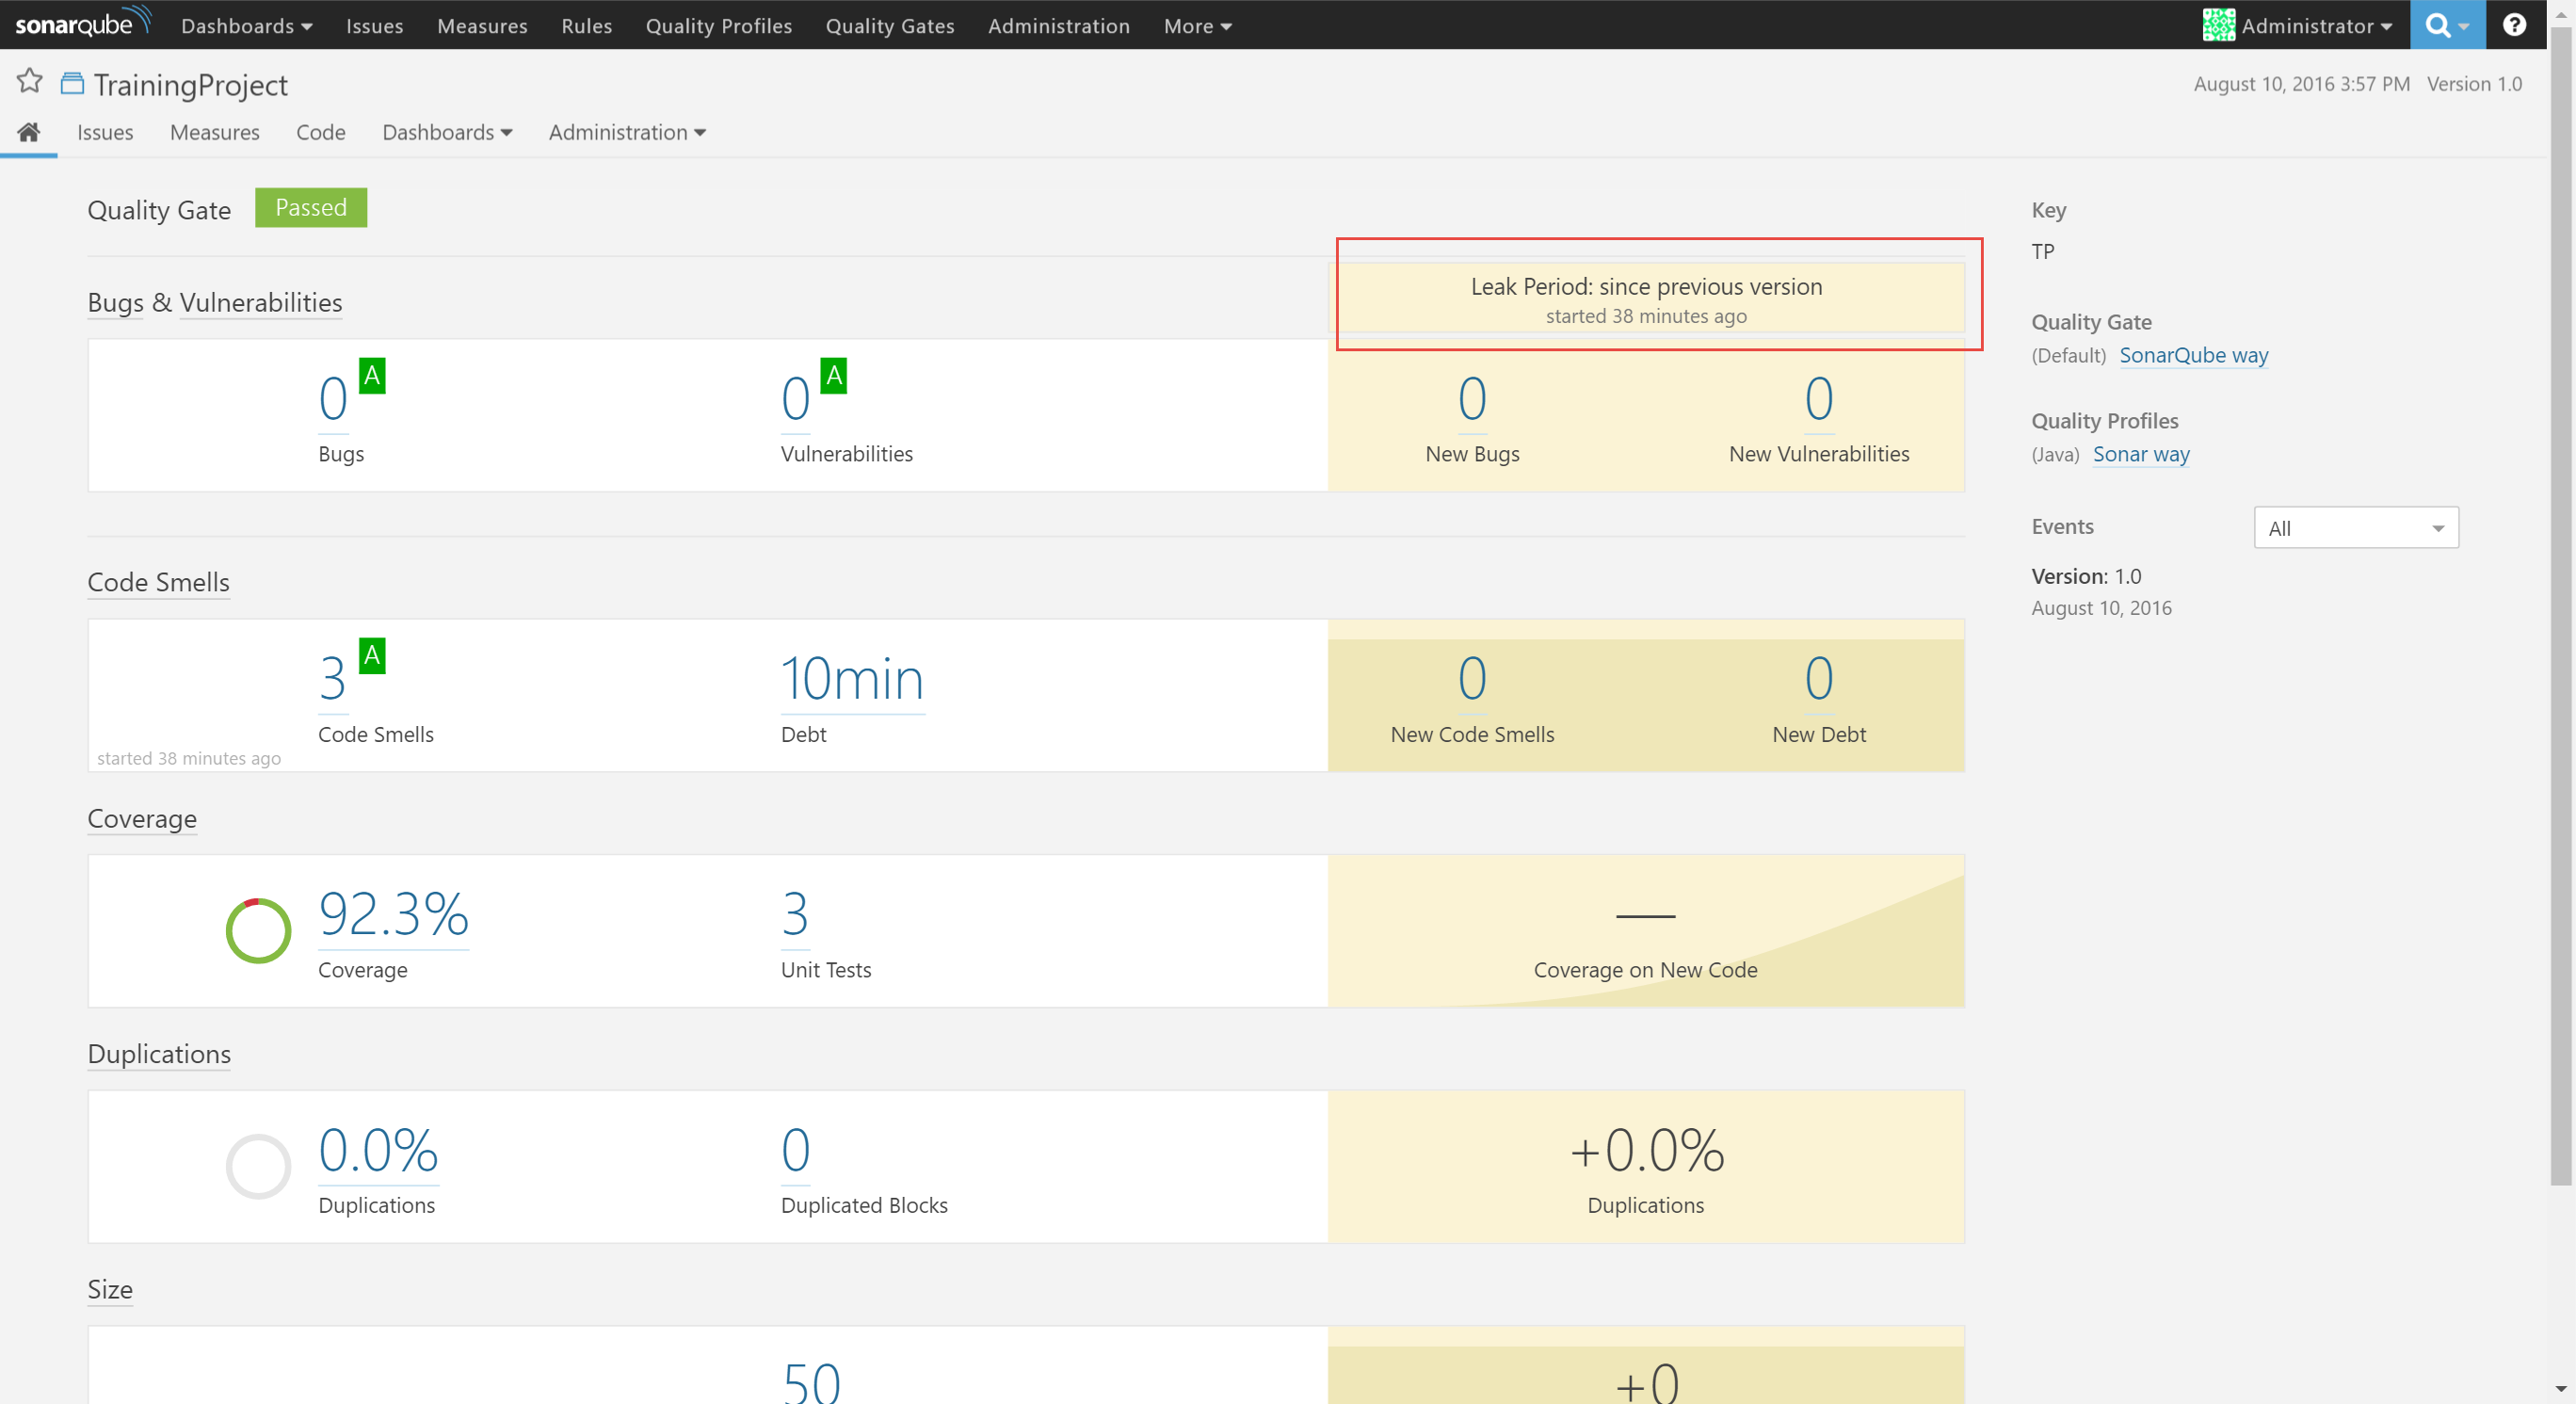 sonarqube Dashboards Issues Measures Rules Quality Profiles Quality Gates Administration More Administrator ?
TrainingProject August 10, 2016 3:57 PM Version 1.0
Issues Measures Code Dashboards Administration
Quality Gate Passed
Key
TP
Leak Period: since previous version
started 38 minutes ago
Bugs & Vulnerabilities
Quality Gate
(Default) SonarQube way
0 A 0 A 0 0
Bugs Vulnerabilities New Bugs New Vulnerabilities
Quality Profiles
(Java) Sonar way
Events All
Version: 1.0
August 10, 2016
Code Smells
3 A 10min 0 0
Code Smells Debt New Code Smells New Debt
started 38 minutes ago
Coverage
92.3% 3 —
Coverage Unit Tests Coverage on New Code
Duplications
0.0% 0 +0.0%
Duplications Duplicated Blocks Duplications
Size
50 +0